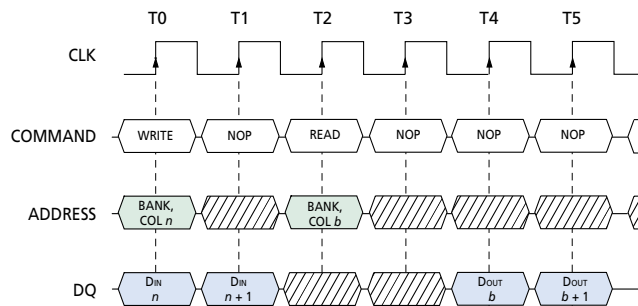 T0 T1 T2 T3 T4 T5
CLK
COMMAND WRITE NOP READ NOP NOP NOP
ADDRESS BANK, COL n BANK, COL b
DQ DIN n DIN n + 1 DOUT b DOUT b + 1